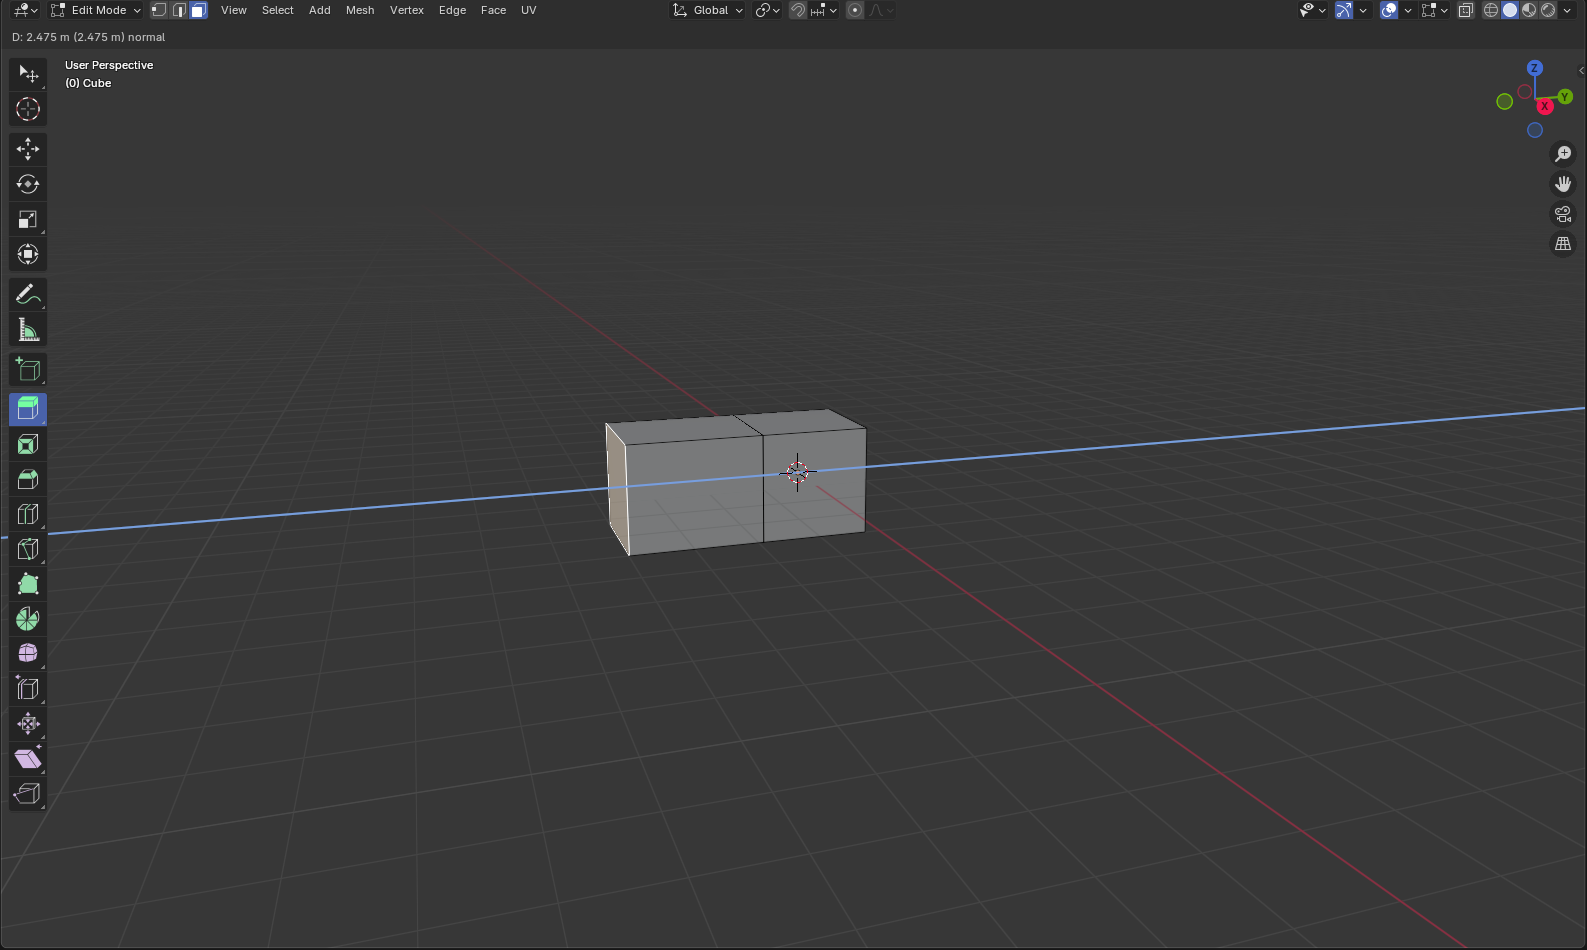 Edit Mode View Select Add Mesh Vertex Edge Face UV Global
D: 2.475 m (2.475 m) normal
User Perspective
(0) Cube
Z
Y
X